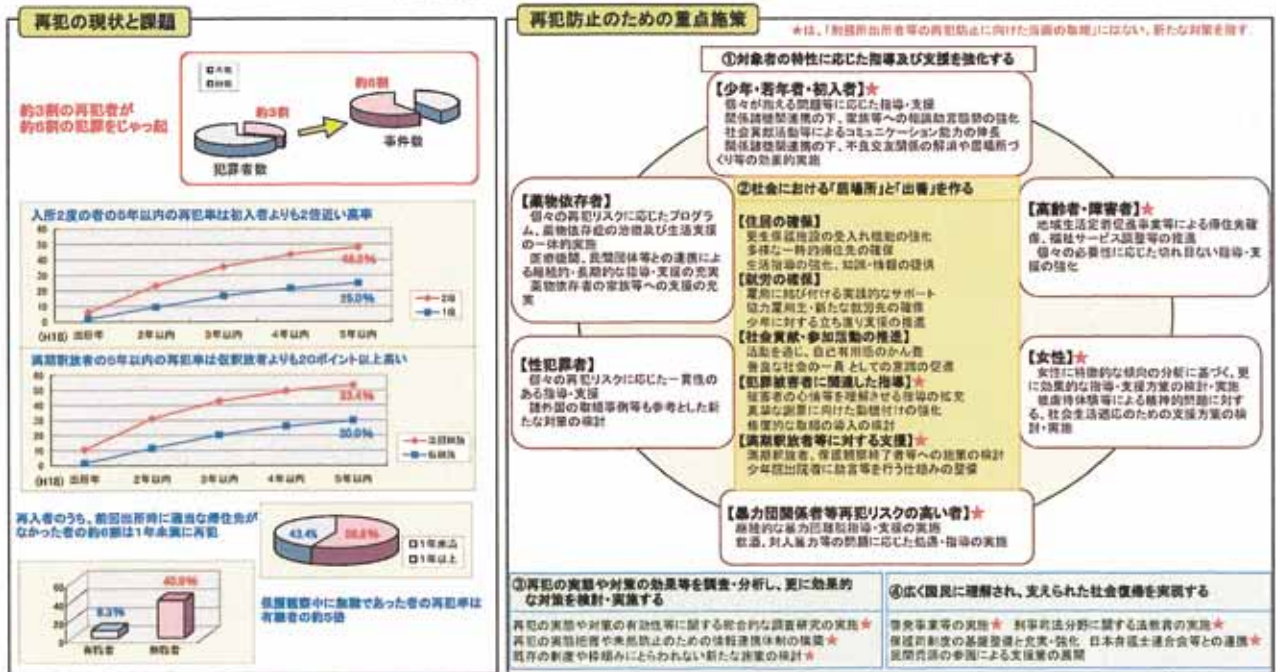 再犯の現状と課題
約3割の再犯者が
約6割の犯罪をじゃっ起
約3割
約6割
犯罪者数
事件数
入所2度の者の5年以内の再犯率は初入者よりも2倍近い高率
60
50
40
30
20
10
0
25.0%
2度
1度
(H18) 出所年 2年以内 3年以内 4年以内 5年以内
満期釈放者の5年以内の再犯率は仮釈放者よりも20ポイント以上高い
60
50
40
30
20
10
0
53.4%
30.0%
満期釈放
仮釈放
(H18) 出所年 2年以内 3年以内 4年以内 5年以内
再入者のうち、前回出所時に適当な帰住先が
なかった者の約6割は1年未満に再犯
43.4%
56.6%
1年未満
1年以上
60
40
20
0
有職者 無職者
保護観察中に無職であった者の再犯率は
有職者の約5倍
再犯防止のための重点施策
★は、「刑務所出所者等の再犯防止に向けた当面の取組」にはない、新たな対策を指す。
①対象者の特性に応じた指導及び支援を強化する
【少年・若年者・初入者】★
個々が抱える問題等に応じた指導・支援
関係諸機関連携の下、家族等への相談助言態勢の強化
社会貢献活動等によるコミュニケーション能力の伸長
関係諸機関連携の下、不良交友関係の解消や居場所づ
くり等の効果的実施
【薬物依存者】
個々の再犯リスクに応じたプログラ
ム、薬物依存症の治療及び生活支援
の一体的実施
医療機関、民間団体等との連携によ
る継続的・長期的な指導・支援の充実
薬物依存者の家族等への支援の充
実
【性犯罪者】
個々の再犯リスクに応じた一貫性の
ある指導・支援
諸外国の取組事例等も参考とした新
たな対策の検討
②社会における「居場所」と「出番」を作る
【住居の確保】
更生保護施設の受入れ機能の強化
多様な一時的帰住先の確保
生活指導の強化、知識・情報の提供
【就労の確保】
雇用に結び付ける実践的なサポート
協力雇用主・新たな就労先の確保
少年に対する立ち直り支援の推進
【社会貢献・参加活動の推進】
活動を通じ、自己有用感のかん養
善良な社会の一員としての意識の促進
【犯罪被害者に関連した指導】★
被害者の心情等を理解させる指導の拡充
真摯な謝罪に向けた動機付けの強化
修復的な取組の導入の検討
【満期釈放者等に対する支援】★
満期釈放者、保護観察終了者等への施策の検討
少年院出院者に助言等を行う仕組みの整備
【高齢者・障害者】★
地域生活定着促進事業等による帰住先確
保、福祉サービス調整等の推進
個々の必要性に応じた切れ目ない指導・支
援の強化
【女性】★
女性に特徴的な傾向の分析に基づく、更
に効果的な指導・支援方策の検討・実施
被虐待体験等による精神的問題に対す
る、社会生活適応のための支援方策の検
討・実施
【暴力団関係者等再犯リスクの高い者】★
継続的な暴力団離脱指導・支援の実施
飲酒、対人暴力等の問題に応じた処遇・指導の実施
③再犯の実態や対策の効果等を調査・分析し、更に効果的
な対策を検討・実施する
再犯の実態や対策の有効性等に関する総合的な調査研究の実施★
再犯の実態把握や未然防止のための情報連携体制の構築★
既存の制度や枠組みにとらわれない新たな施策の検討★
④広く国民に理解され、支えられた社会復帰を実現する
啓発事業等の実施★ 刑事司法分野に関する法教育の実施★
保護司制度の基盤整備と充実・強化 日本弁護士連合会等との連携★
民間資源の参画による支援策の展開